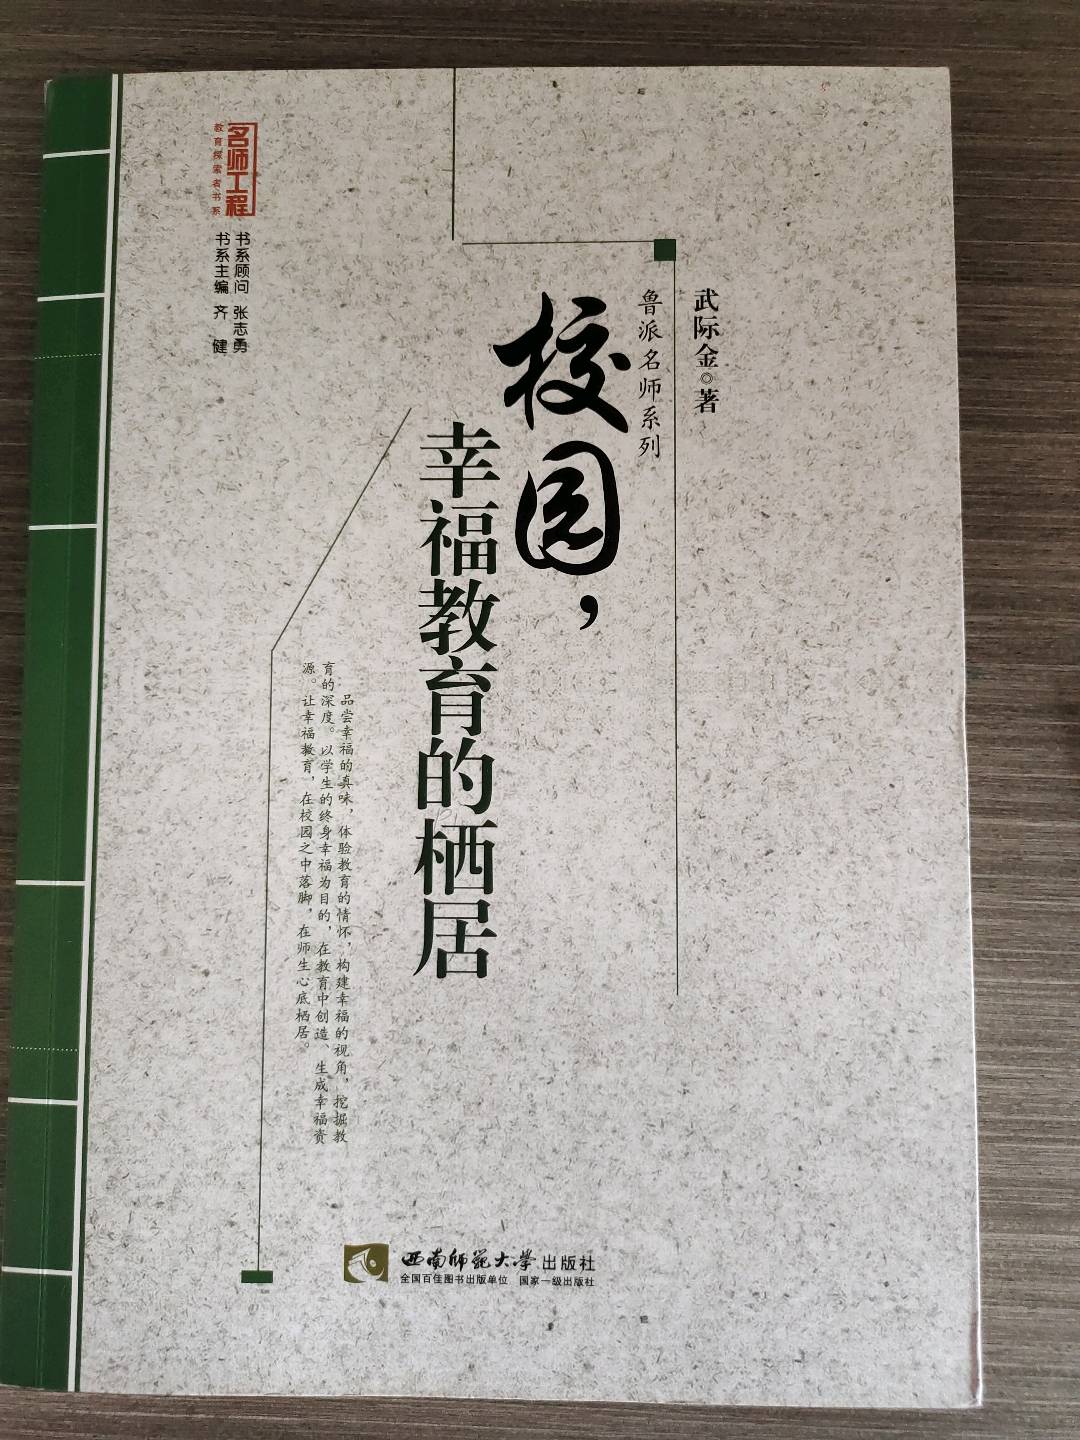 武际金◎著
鲁派名师系列
校园，
幸福教育的栖居
品尝幸福的真味，体验教育的情怀，构建幸福的视角，挖掘教
育的深度。以学生的终身幸福为目的，在教育中创造、生成幸福资
源。让幸福教育，在校园之中落脚，在师生心底栖居。
名师工程
教育探索者书系
书系顾问 张志勇
书系主编 齐 健
西南师范大学出版社
全国百佳图书出版单位 国家一级出版社